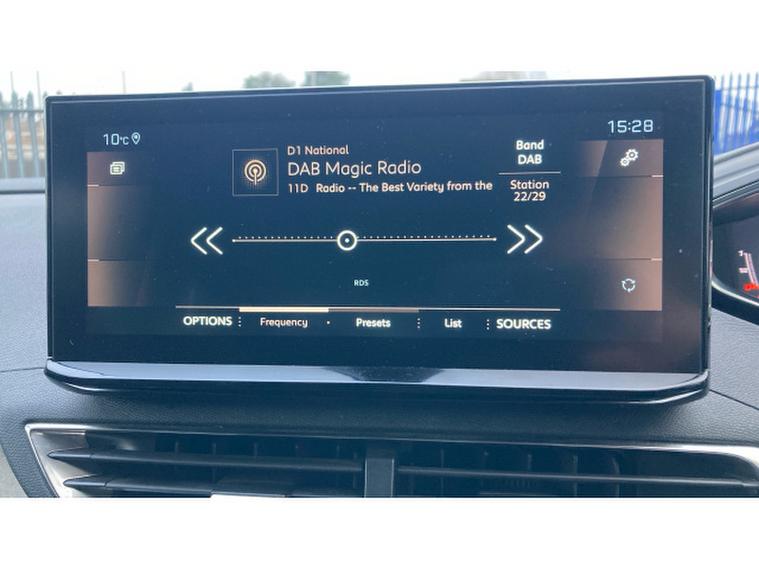 10°C
15:28
D1 National
DAB Magic Radio
11D Radio -- The Best Variety from the
Band
DAB
Station
22/29
RDS
OPTIONS
Frequency
Presets
List
SOURCES